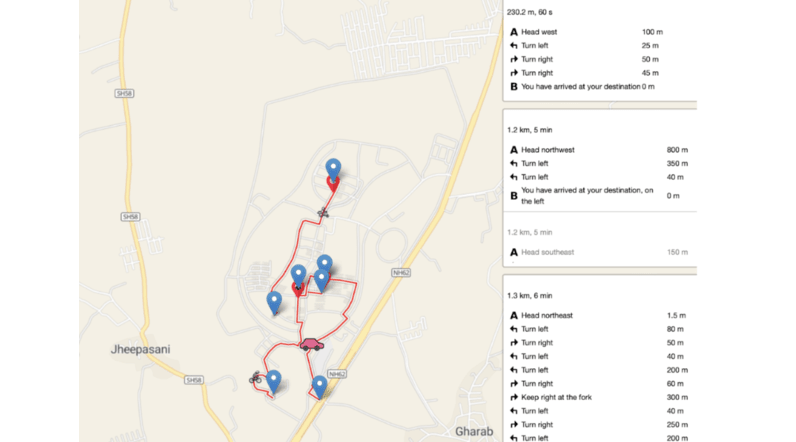 SH58
SH58
NH62
Jheepasani
SH58
NH62
Gharab
230.2 m, 60 s
A Head west 100 m
Turn left 25 m
Turn right 50 m
Turn right 45 m
B You have arrived at your destination 0 m
1.2 km, 5 min
A Head northwest 800 m
Turn left 350 m
Turn left 40 m
B You have arrived at your destination, on
the left 0 m
1.2 km, 5 min
A Head southeast 150 m
1.3 km, 6 min
A Head northeast 1.5 m
Turn left 80 m
Turn right 50 m
Turn left 40 m
Turn left 200 m
Turn right 60 m
Keep right at the fork 300 m
Turn left 40 m
Turn right 250 m
Turn left 200 m